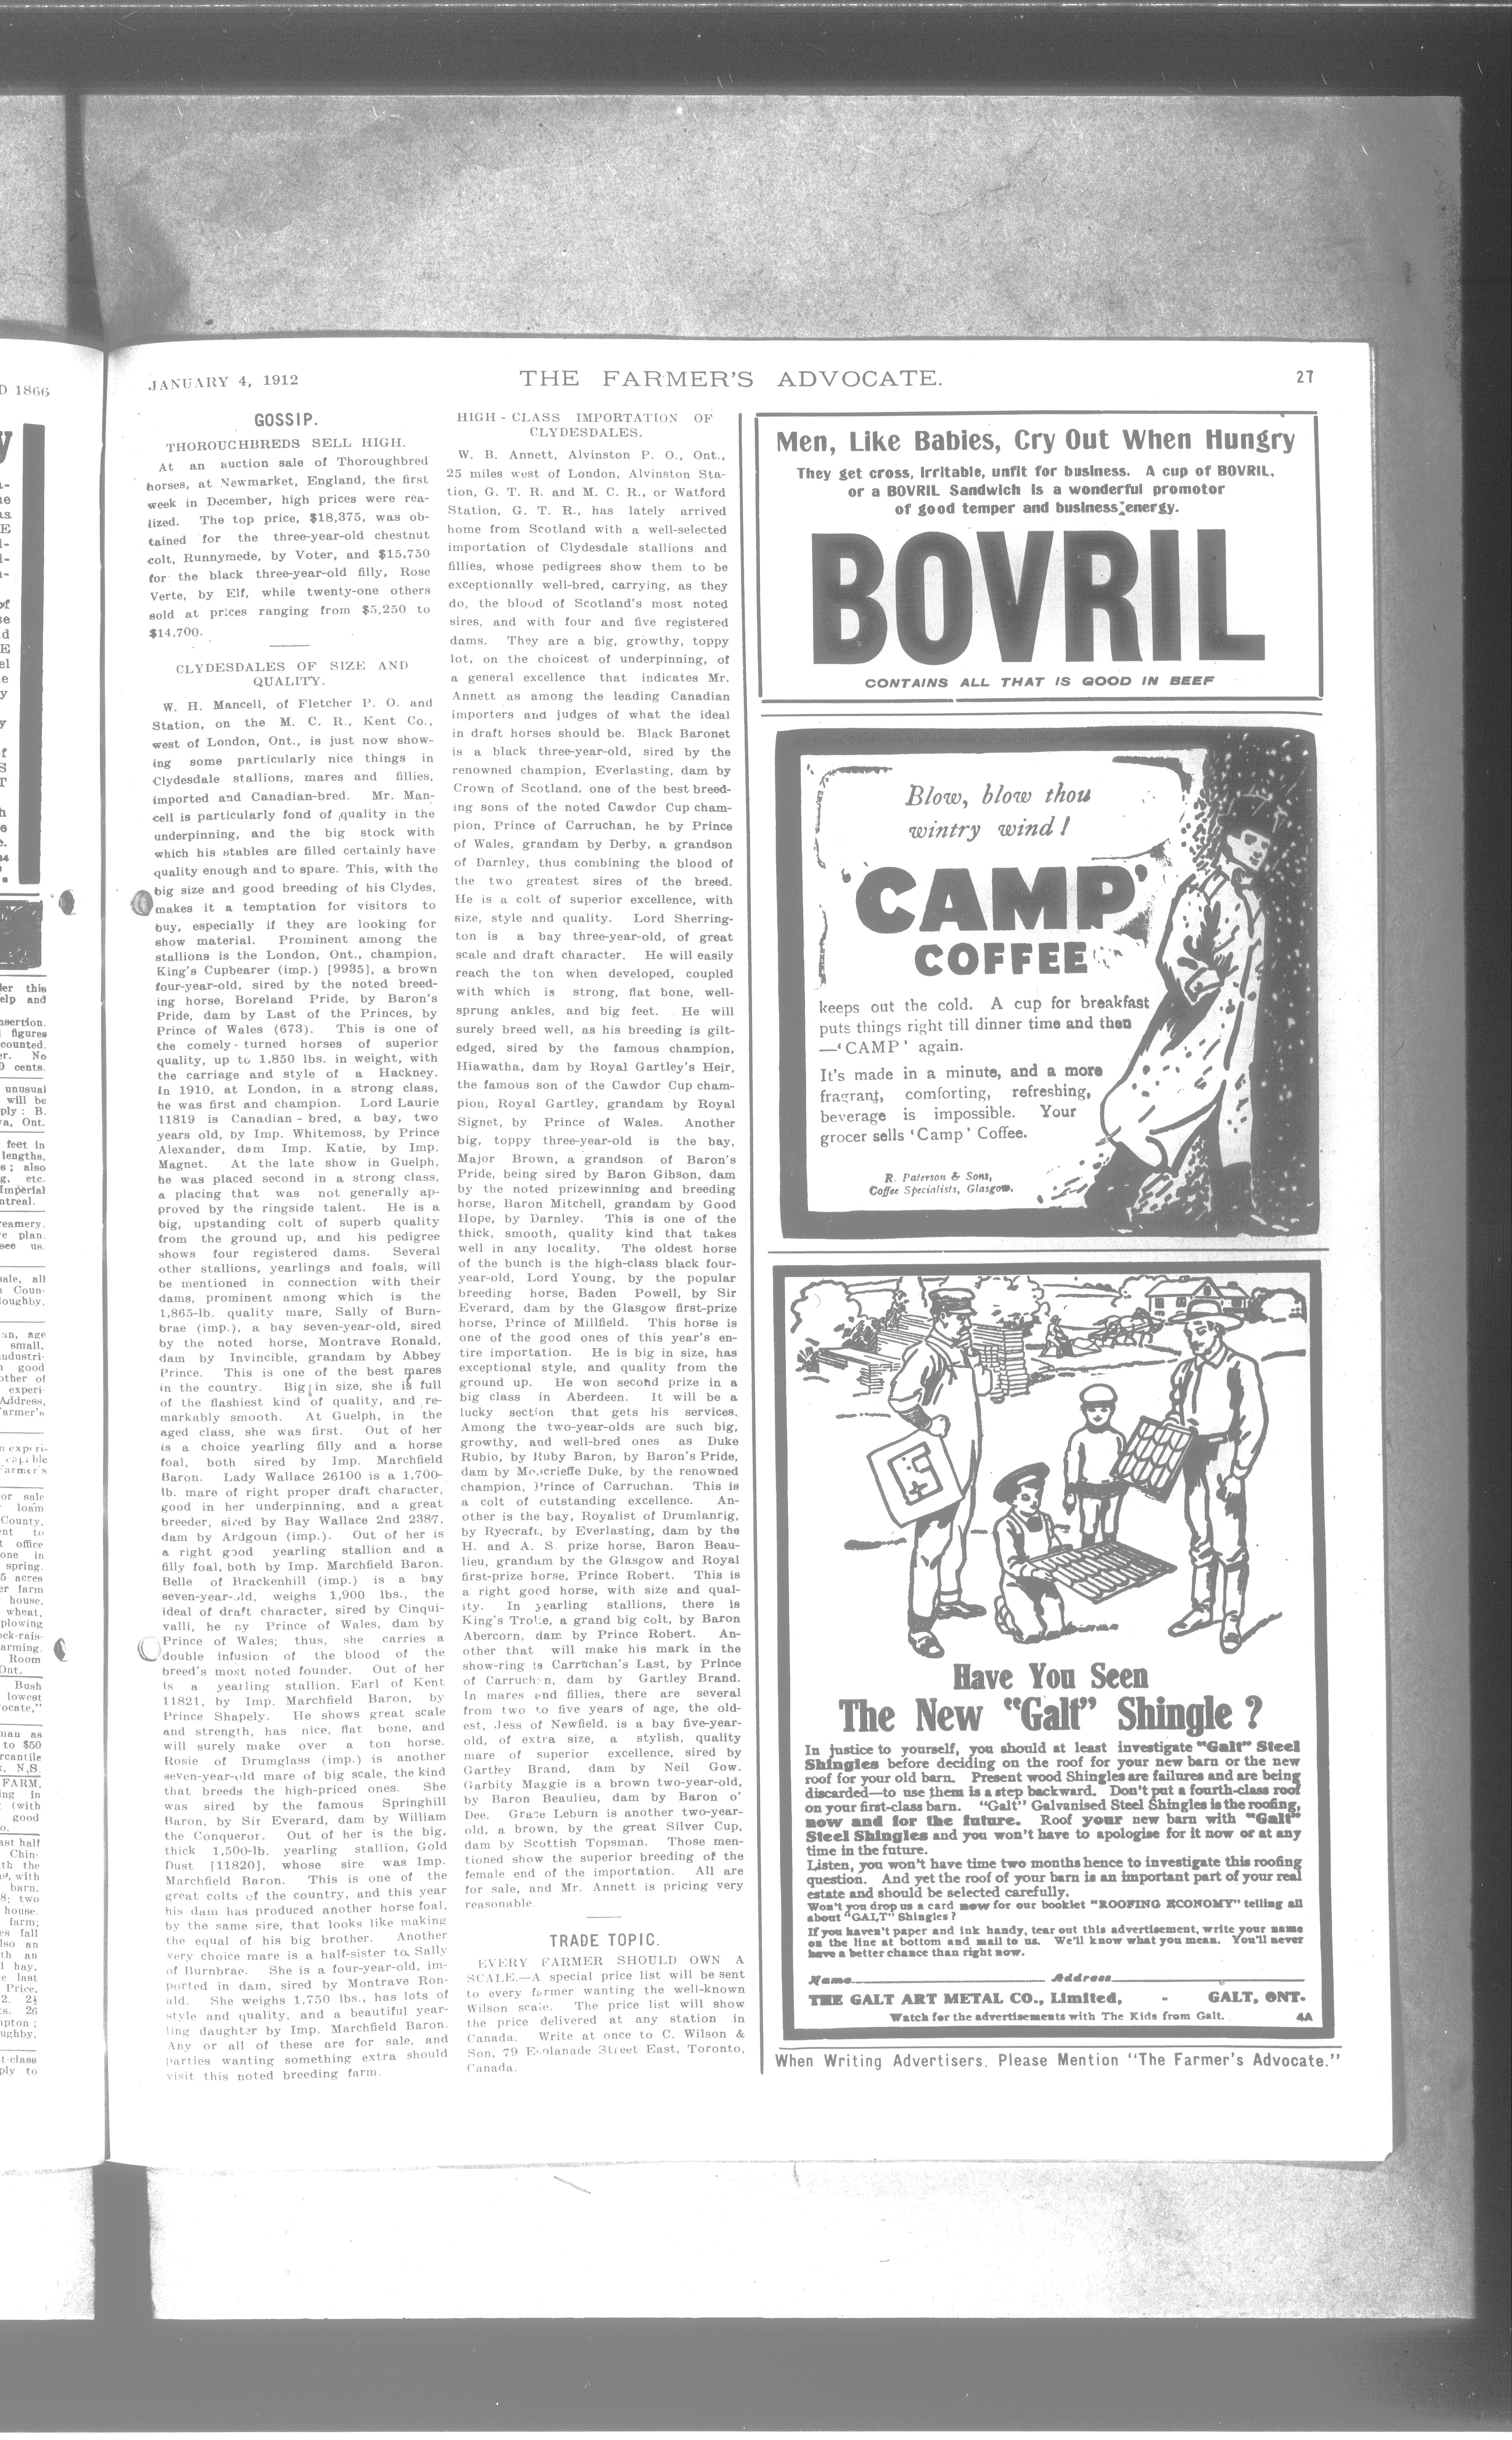 JANUARY 4, 1912
THE FARMER'S ADVOCATE.
27
GOSSIP.
THOROUCHBREDS SELL HIGH.
At an auction sale of Thoroughbred
horses, at Newmarket, England, the first
week in December, high prices were rea-
lized. The top price, $18,375, was ob-
tained for the three-year-old chestnut
colt, Runnymede, by Voter, and $15,750
for the black three-year-old filly, Rose
Verte, by Elf, while twenty-one others
sold at prices ranging from $5,250 to
$14,700.
CLYDESDALES OF SIZE AND
QUALITY.
W. H. Mancell, of Fletcher P. O. and
Station, on the M. C. R., Kent Co.,
west of London, Ont., is just now show-
ing some particularly nice things in
Clydesdale stallions, mares and fillies,
imported and Canadian-bred. Mr. Man-
cell is particularly fond of quality in the
underpinning, and the big stock with
which his stables are filled certainly have
quality enough and to spare. This, with the
big size and good breeding of his Clydes,
makes it a temptation for visitors to
buy, especially if they are looking for
show material. Prominent among the
stallions is the London, Ont., champion,
King's Cupbearer (imp.) [9935], a brown
four-year-old, sired by the noted breed-
ing horse, Boreland Pride, by Baron's
Pride, dam by Last of the Princes, by
Prince of Wales (673). This is one of
the comely-turned horses of superior
quality, up to 1,850 lbs. in weight, with
the carriage and style of a Hackney.
In 1910, at London, in a strong class,
he was first and champion. Lord Laurie
11819 is Canadian-bred, a bay, two
years old, by Imp. Whitemoss, by Prince
Alexander, dam Imp. Katie, by Imp.
Magnet. At the late show in Guelph,
he was placed second in a strong class,
a placing that was not generally ap-
proved by the ringside talent. He is a
big, upstanding colt of superb quality
from the ground up, and his pedigree
shows four registered dams. Several
other stallions, yearlings and foals, will
be mentioned in connection with their
dams, prominent among which is the
1,865-lb. quality mare, Sally of Burn-
brae (imp.), a bay seven-year-old, sired
by the noted horse, Montrave Ronald,
dam by Invincible, grandam by Abbey
Prince. This is one of the best mares
in the country. Big in size, she is full
of the flashiest kind of quality, and re-
markably smooth. At Guelph, in the
aged class, she was first. Out of her
is a choice yearling filly and a horse
foal, both sired by Imp. Marchfield
Baron. Lady Wallace 26100 is a 1,700-
lb. mare of right proper draft character,
good in her underpinning, and a great
breeder, sired by Bay Wallace 2nd 2387,
dam by Ardgoun (imp.). Out of her is
a right good yearling stallion and a
filly foal, both by Imp. Marchfield Baron.
Belle of Brackenhill (imp.) is a bay
seven-year-old, weighs 1,900 lbs., the
ideal of draft character, sired by Cinqui-
valli, he by Prince of Wales, dam by
Prince of Wales; thus, she carries a
double infusion of the blood of the
breed's most noted founder. Out of her
is a yearling stallion, Earl of Kent
11821, by Imp. Marchfield Baron, by
Prince Shapely. He shows great scale
and strength, has nice, flat bone, and
will surely make over a ton horse.
Rosie of Drumglass (imp.) is another
seven-year-old mare of big scale, the kind
that breeds the high-priced ones. She
was sired by the famous Springhill
Baron, by Sir Everard, dam by William
the Conqueror. Out of her is the big,
thick 1,500-lb. yearling stallion, Gold
Dust [11820], whose sire was Imp.
Marchfield Baron. This is one of the
great colts of the country, and this year
his dam has produced another horse foal,
by the same sire, that looks like making
the equal of his big brother. Another
very choice mare is a half-sister to Sally
of Burnbrae. She is a four-year-old, im-
ported in dam, sired by Montrave Ron-
ald. She weighs 1,750 lbs., has lots of
style and quality, and a beautiful year-
ling daughter by Imp. Marchfield Baron.
Any or all of these are for sale, and
parties wanting something extra should
visit this noted breeding farm.
HIGH-CLASS IMPORTATION OF
CLYDESDALES.
W. B. Annett, Alvinston P. O., Ont.,
25 miles west of London, Alvinston Sta-
tion, G. T. R. and M. C. R., or Watford
Station, G. T. R., has lately arrived
home from Scotland with a well-selected
importation of Clydesdale stallions and
fillies, whose pedigrees show them to be
exceptionally well-bred, carrying, as they
do, the blood of Scotland's most noted
sires, and with four and five registered
dams. They are a big, growthy, toppy
lot, on the choicest of underpinning, of
a general excellence that indicates Mr.
Annett as among the leading Canadian
importers and judges of what the ideal
in draft horses should be. Black Baronet
is a black three-year-old, sired by the
renowned champion, Everlasting, dam by
Crown of Scotland, one of the best breed-
ing sons of the noted Cawdor Cup cham-
pion, Prince of Carruchan, he by Prince
of Wales, grandam by Derby, a grandson
of Darnley, thus combining the blood of
the two greatest sires of the breed.
He is a colt of superior excellence, with
size, style and quality. Lord Sherring-
ton is a bay three-year-old, of great
scale and draft character. He will easily
reach the ton when developed, coupled
with which is strong, flat bone, well-
sprung ankles, and big feet. He will
surely breed well, as his breeding is gilt-
edged, sired by the famous champion,
Hiawatha, dam by Royal Gartley's Heir,
the famous son of the Cawdor Cup cham-
pion, Royal Gartley, grandam by Royal
Signet, by Prince of Wales. Another
big, toppy three-year-old is the bay,
Major Brown, a grandson of Baron's
Pride, being sired by Baron Gibson, dam
by the noted prizewinning and breeding
horse, Baron Mitchell, grandam by Good
Hope, by Darnley. This is one of the
thick, smooth, quality kind that takes
well in any locality. The oldest horse
of the bunch is the high-class black four-
year-old, Lord Young, by the popular
breeding horse, Baden Powell, by Sir
Everard, dam by the Glasgow first-prize
horse, Prince of Millfield. This horse is
one of the good ones of this year's en-
tire importation. He is big in size, has
exceptional style, and quality from the
ground up. He won second prize in a
big class in Aberdeen. It will be a
lucky section that gets his services.
Among the two-year-olds are such big,
growthy, and well-bred ones as Duke
Rubio, by Ruby Baron, by Baron's Pride,
dam by Moncrieffe Duke, by the renowned
champion, Prince of Carruchan. This is
a colt of outstanding excellence. An-
other is the bay, Royalist of Drumlanrig,
by Ryecraft, by Everlasting, dam by the
H. and A. S. prize horse, Baron Beau-
lieu, grandam by the Glasgow and Royal
first-prize horse, Prince Robert. This is
a right good horse, with size and qual-
ity. In yearling stallions, there is
King's Troke, a grand big colt, by Baron
Abercorn, dam by Prince Robert. An-
other that will make his mark in the
show-ring is Carruchan's Last, by Prince
of Carruchan, dam by Gartley Brand.
In mares and fillies, there are several
from two to five years of age, the old-
est, Jess of Newfield, is a bay five-year-
old, of extra size, a stylish, quality
mare of superior excellence, sired by
Garthey Brand, dam by Neil Gow.
Garbity Maggie is a brown two-year-old,
by Baron Beaulieu, dam by Baron o'
Dee. Grace Leburn is another two-year-
old, a brown, by the great Silver Cup,
dam by Scottish Topsman. Those men-
tioned show the superior breeding of the
female end of the importation. All are
for sale, and Mr. Annett is pricing very
reasonable.
TRADE TOPIC.
EVERY FARMER SHOULD OWN A
SCALE.—A special price list will be sent
to every farmer wanting the well-known
Wilson scale. The price list will show
the price delivered at any station in
Canada. Write at once to C. Wilson &
Son, 79 Esplanade Street East, Toronto,
Canada.
Men, Like Babies, Cry Out When Hungry
They get cross, irritable, unfit for business. A cup of BOVRIL,
or a BOVRIL Sandwich is a wonderful promotor
of good temper and business energy.
BOVRIL
CONTAINS ALL THAT IS GOOD IN BEEF
Blow, blow thou
wintry wind!
'CAMP'
COFFEE
keeps out the cold. A cup for breakfast
puts things right till dinner time and then
—'CAMP' again.
It's made in a minute, and a more
fragrant, comforting, refreshing,
beverage is impossible. Your
grocer sells 'Camp' Coffee.
R. Paterson & Sons,
Coffee Specialists, Glasgow.
Have You Seen
The New "Galt" Shingle?
In justice to yourself, you should at least investigate "Galt" Steel
Shingles before deciding on the roof for your new barn or the new
roof for your old barn. Present wood Shingles are failures and are being
discarded—to use them is a step backward. Don't put a fourth-class roof
on your first-class barn. "Galt" Galvanised Steel Shingles is the roofing,
now and for the future. Roof your new barn with "Galt"
Steel Shingles and you won't have to apologise for it now or at any
time in the future.
Listen, you won't have time two months hence to investigate this roofing
question. And yet the roof of your barn is an important part of your real
estate and should be selected carefully.
Won't you drop us a card now for our booklet "ROOFING ECONOMY" telling all
about "GALT" Shingles?
If you haven't paper and ink handy, tear out this advertisement, write your name
on the line at bottom and mail to us. We'll know what you mean. You'll never
have a better chance than right now.
Name Address
THE GALT ART METAL CO., Limited, - GALT, ONT.
Watch for the advertisements with The Kids from Galt. 4A
When Writing Advertisers, Please Mention "The Farmer's Advocate."